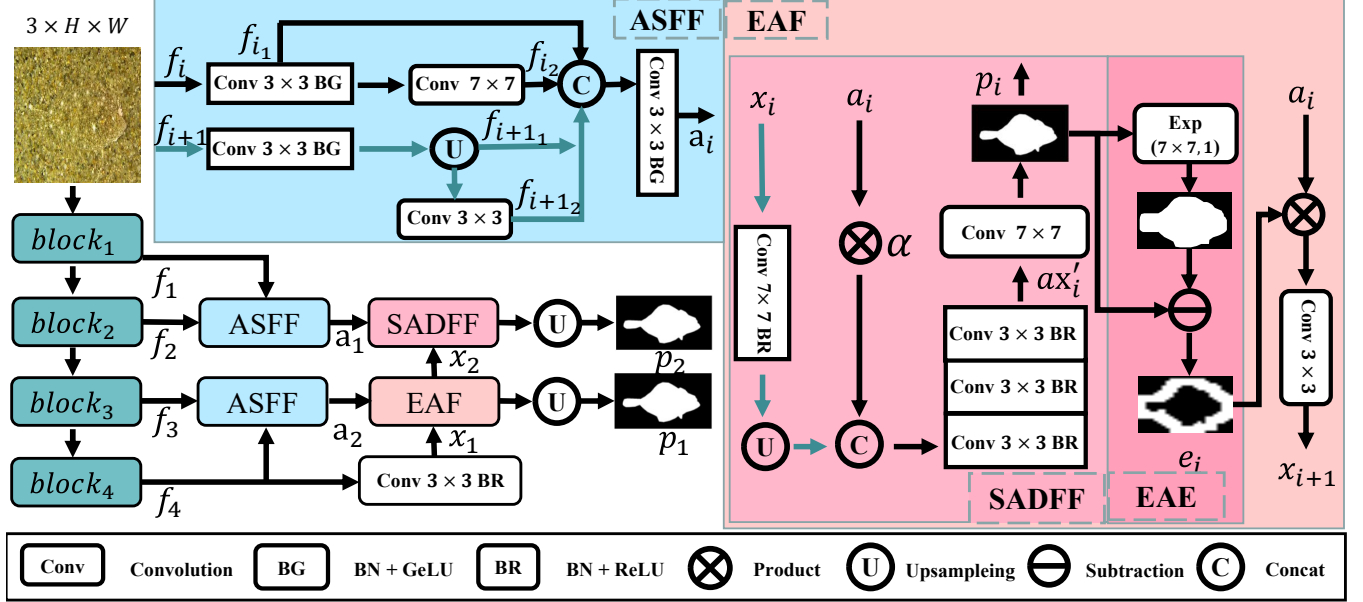 3 × H × W
ASFF
EAF
f_i
f_{i_1}
Conv 3 × 3 BG
Conv 7 × 7
f_{i_2}
C
Conv 3 × 3 BG
a_i
f_{i+1}
Conv 3 × 3 BG
U
f_{i+1_1}
Conv 3 × 3
f_{i+1_2}
block_1
f_1
block_2
f_2
ASFF
a_1
SADFF
U
p_2
x_2
block_3
f_3
ASFF
a_2
EAF
U
p_1
x_1
block_4
f_4
Conv 3 × 3 BR
x_i
a_i
Conv 7× 7 BR
α
U
C
p_i
Conv 7 × 7
ax′_i
Conv 3 × 3 BR
Conv 3 × 3 BR
Conv 3 × 3 BR
SADFF
Exp
(7 × 7, 1)
e_i
EAE
a_i
Conv 3 × 3
x_{i+1}
Conv Convolution BG BN + GeLU BR BN + ReLU Product U Upsampleing Subtraction C Concat